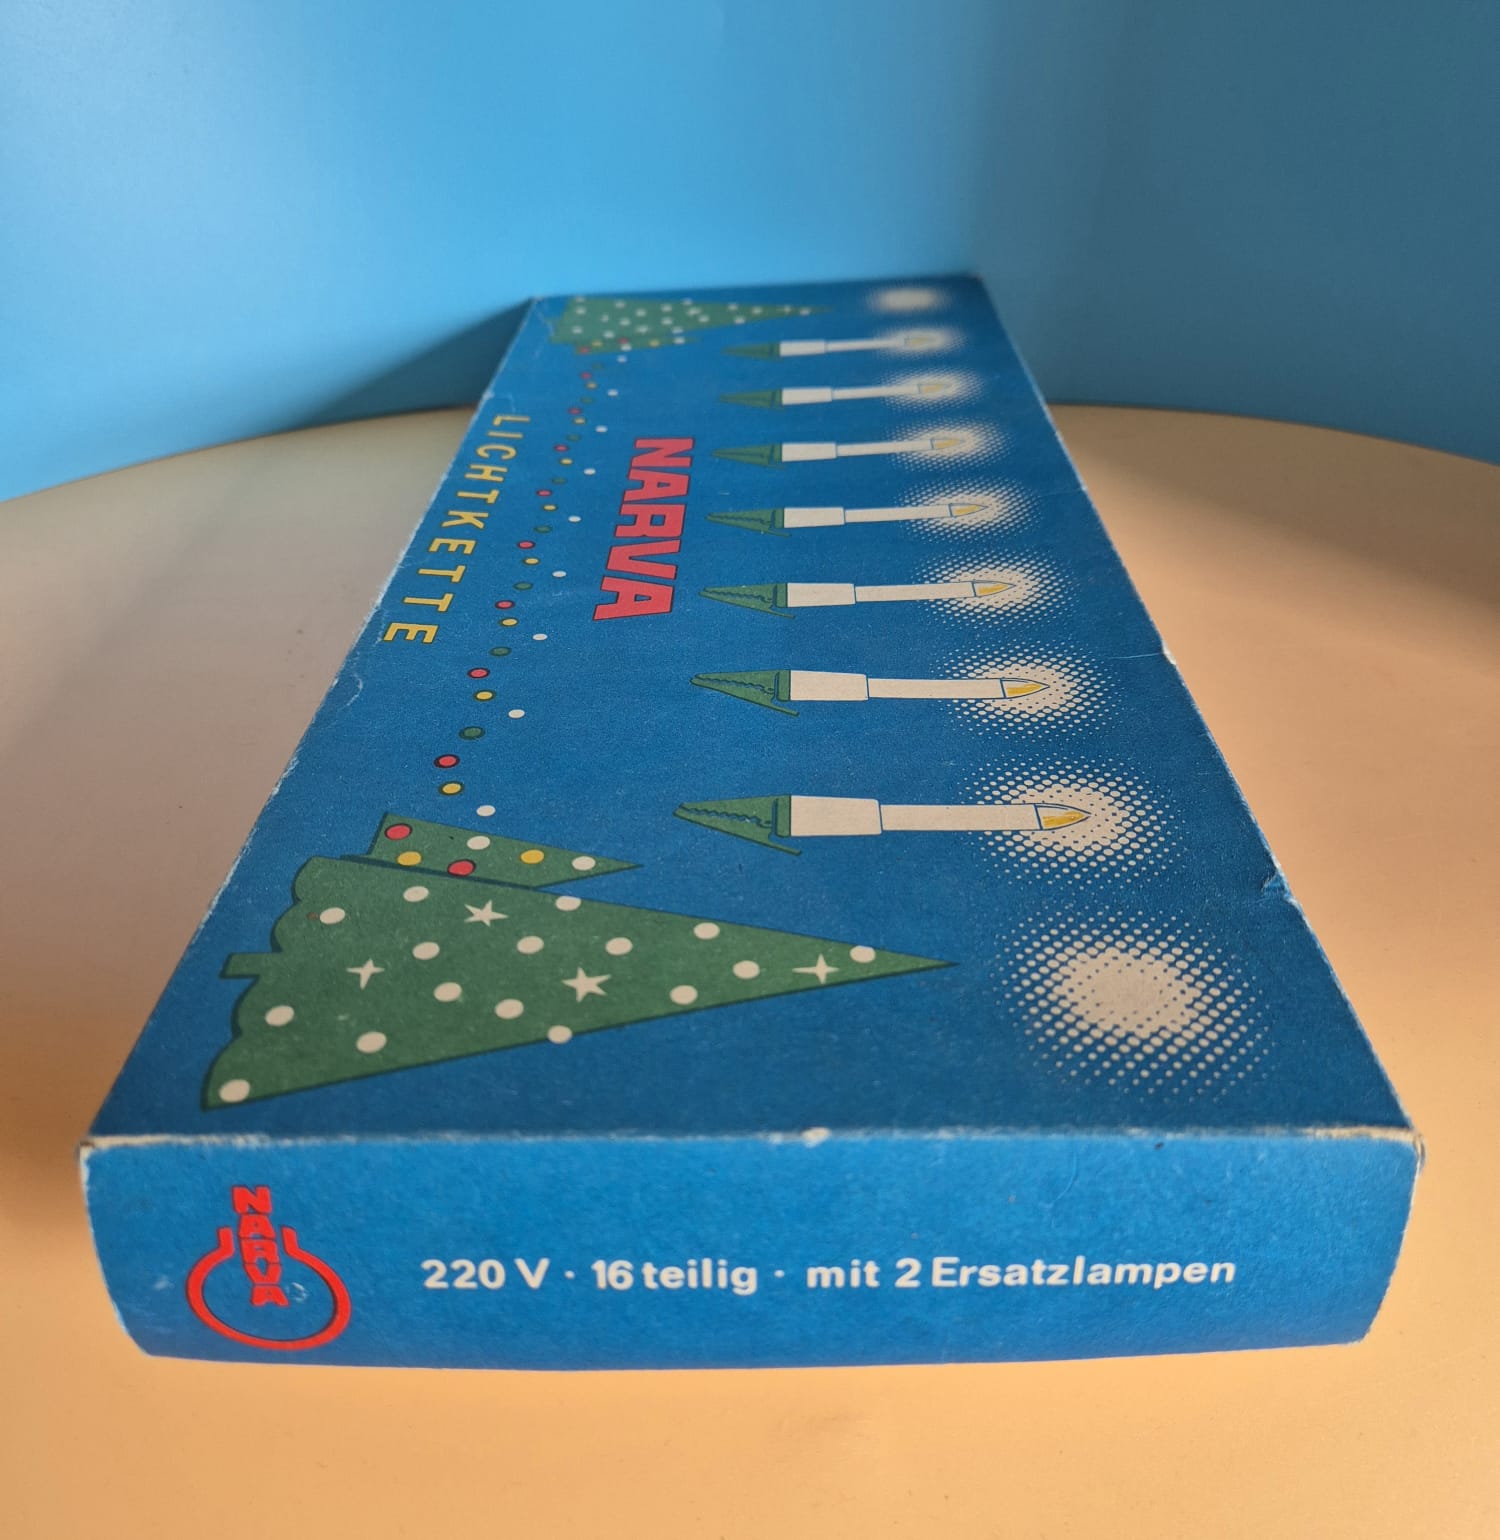 NARVA
LICHTKETTE
NARVA
220 V · 16 teilig · mit 2 Ersatzlampen